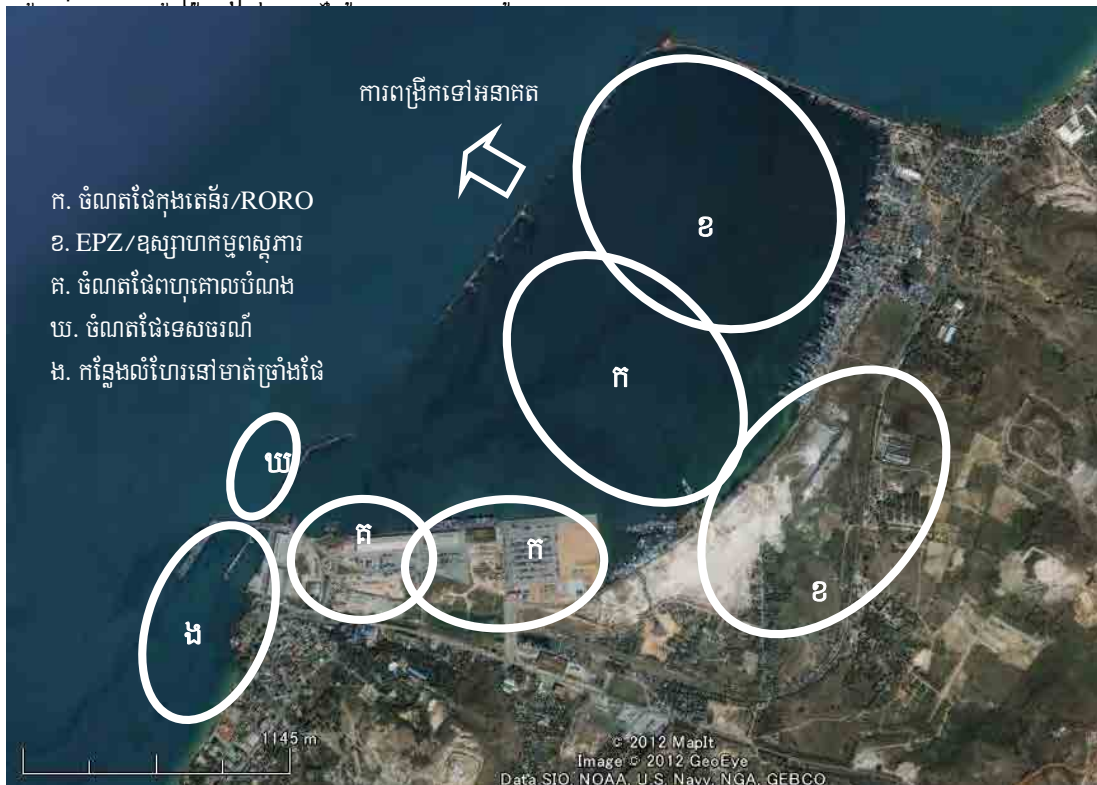 ការពង្រីកទៅអនាគត
ក. ចំណតផែកុងតេន័រ/RORO
ខ. EPZ/ឧស្សាហកម្មពស្តុភារ
គ. ចំណតផែពហុគោលបំណង
ឃ. ចំណតផែទេសចរណ៍
ង. កន្លែងលំហែរនៅមាត់ច្រាំងផែ
ខ
ក
ឃ
គ
ក
ខ
ង
1145 m
© 2012 MapIt
Image © 2012 GeoEye
Data SIO, NOAA, U.S. Navy, NGA, GEBCO